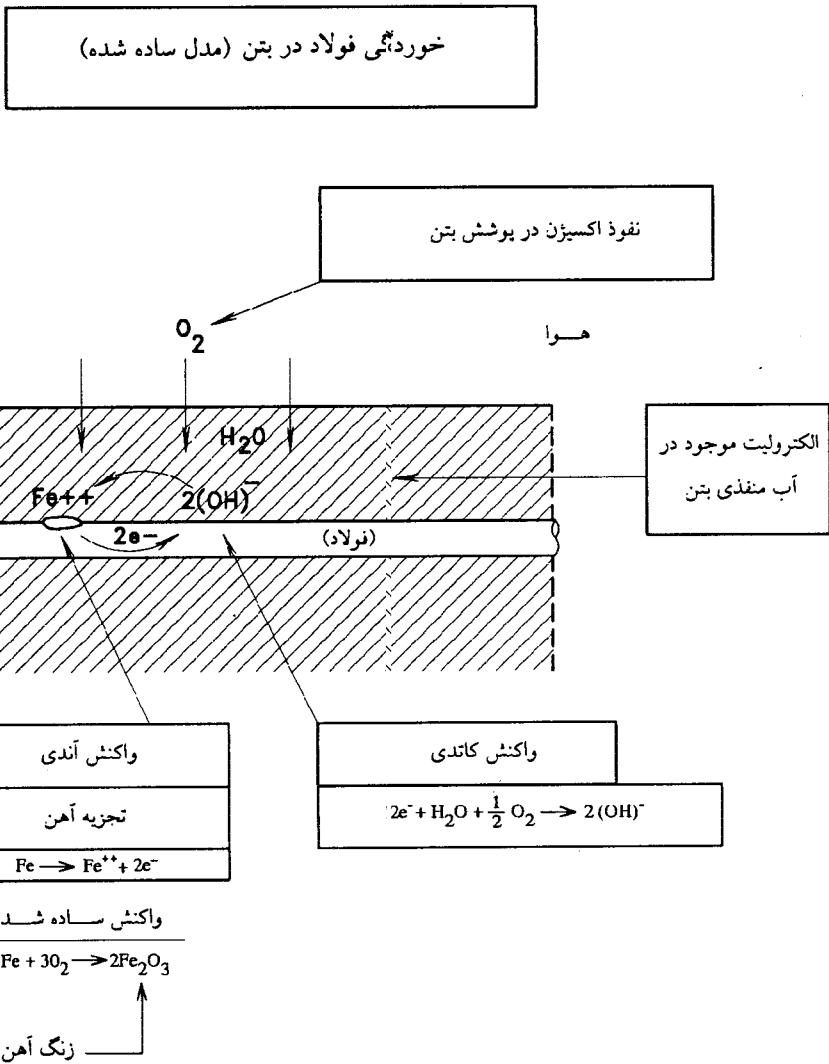 خوردگی فولاد در بتن (مدل ساده شده)
نفوذ اکسیژن در پوشش بتن
O₂
هـــوا
H₂O
الکترولیت موجود در
آب منفذی بتن
Fe++
2(OH)⁻
2e−
(فولاد)
واکنش آندی
تجزیه آهن
Fe → Fe⁺⁺ + 2e⁻
واکنش کاتدی
2e⁻ + H₂O + ½ O₂ → 2 (OH)⁻
واکنش ســـاده شـــد
Fe + 3O₂ → 2Fe₂O₃
زنگ آهن